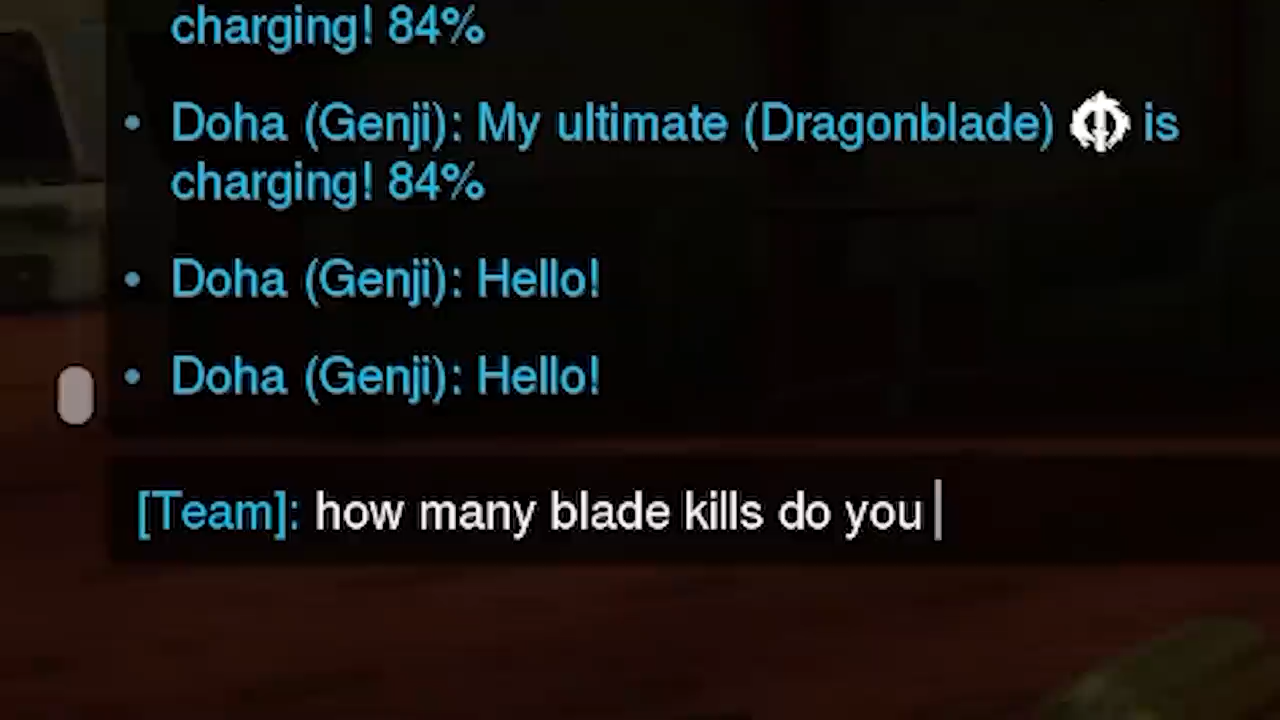 charging! 84%
• Doha (Genji): My ultimate (Dragonblade) is
charging! 84%
• Doha (Genji): Hello!
• Doha (Genji): Hello!
[Team]: how many blade kills do you